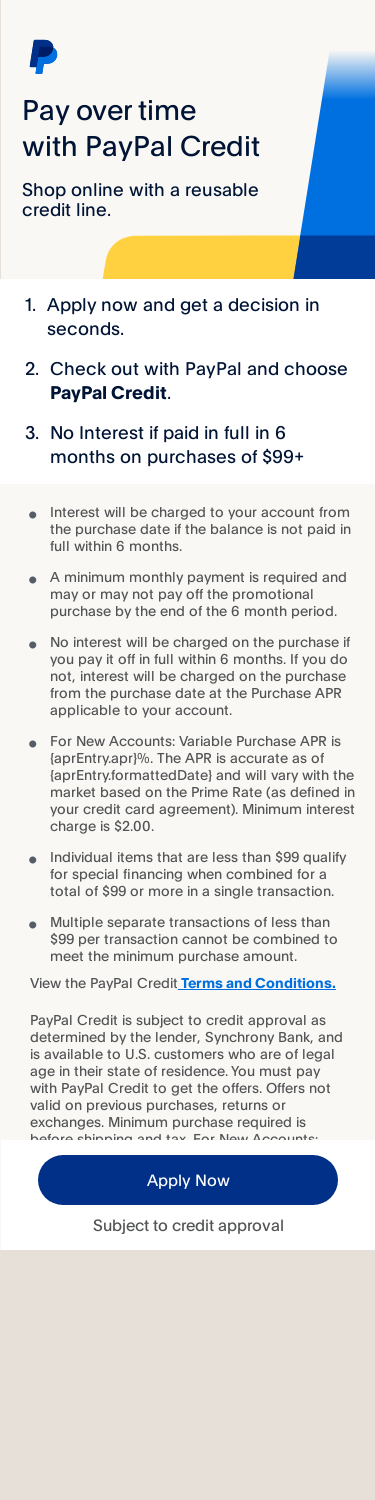 Pay over time
with PayPal Credit
Shop online with a reusable
credit line.
1. Apply now and get a decision in
seconds.
2. Check out with PayPal and choose
PayPal Credit.
3. No Interest if paid in full in 6
months on purchases of $99+
Interest will be charged to your account from
the purchase date if the balance is not paid in
full within 6 months.
A minimum monthly payment is required and
may or may not pay off the promotional
purchase by the end of the 6 month period.
No interest will be charged on the purchase if
you pay it off in full within 6 months. If you do
not, interest will be charged on the purchase
from the purchase date at the Purchase APR
applicable to your account.
For New Accounts: Variable Purchase APR is
{aprEntry.apr}%. The APR is accurate as of
{aprEntry.formattedDate} and will vary with the
market based on the Prime Rate (as defined in
your credit card agreement). Minimum interest
charge is $2.00.
Individual items that are less than $99 qualify
for special financing when combined for a
total of $99 or more in a single transaction.
Multiple separate transactions of less than
$99 per transaction cannot be combined to
meet the minimum purchase amount.
View the PayPal Credit Terms and Conditions.
PayPal Credit is subject to credit approval as
determined by the lender, Synchrony Bank, and
is available to U.S. customers who are of legal
age in their state of residence. You must pay
with PayPal Credit to get the offers. Offers not
valid on previous purchases, returns or
exchanges. Minimum purchase required is
before shipping and tax. For New Accounts:
Apply Now
Subject to credit approval